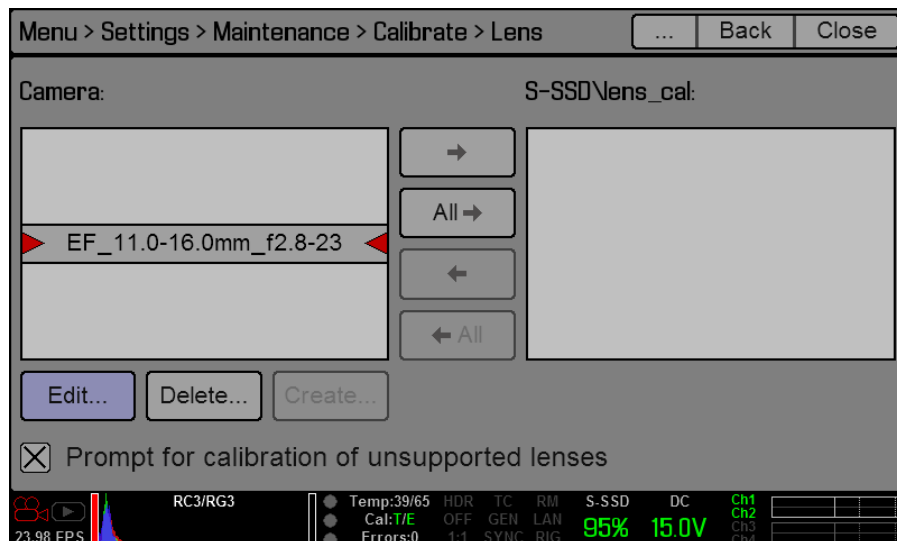 Menu > Settings > Maintenance > Calibrate > Lens ... Back Close
Camera: S-SSD\lens_cal:
All
EF_11.0-16.0mm_f2.8-23
All
Edit... Delete... Create...
Prompt for calibration of unsupported lenses
RC3/RG3 Temp:39/65 HDR TC RM S-SSD DC Ch1
Cal:T/E OFF GEN LAN 95% 15.0V Ch2
23.98 FPS Errors:0 1:1 SYNC RIG Ch3
Ch4